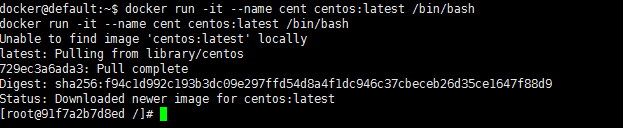 docker@default:~$ docker run -it --name cent centos:latest /bin/bash
docker run -it --name cent centos:latest /bin/bash
Unable to find image 'centos:latest' locally
latest: Pulling from library/centos
729ec3a6ada3: Pull complete
Digest: sha256:f94c1d992c193b3dc09e297ffd54d8a4f1dc946c37cbeceb26d35ce1647f88d9
Status: Downloaded newer image for centos:latest
[root@91f7a2b7d8ed /]#